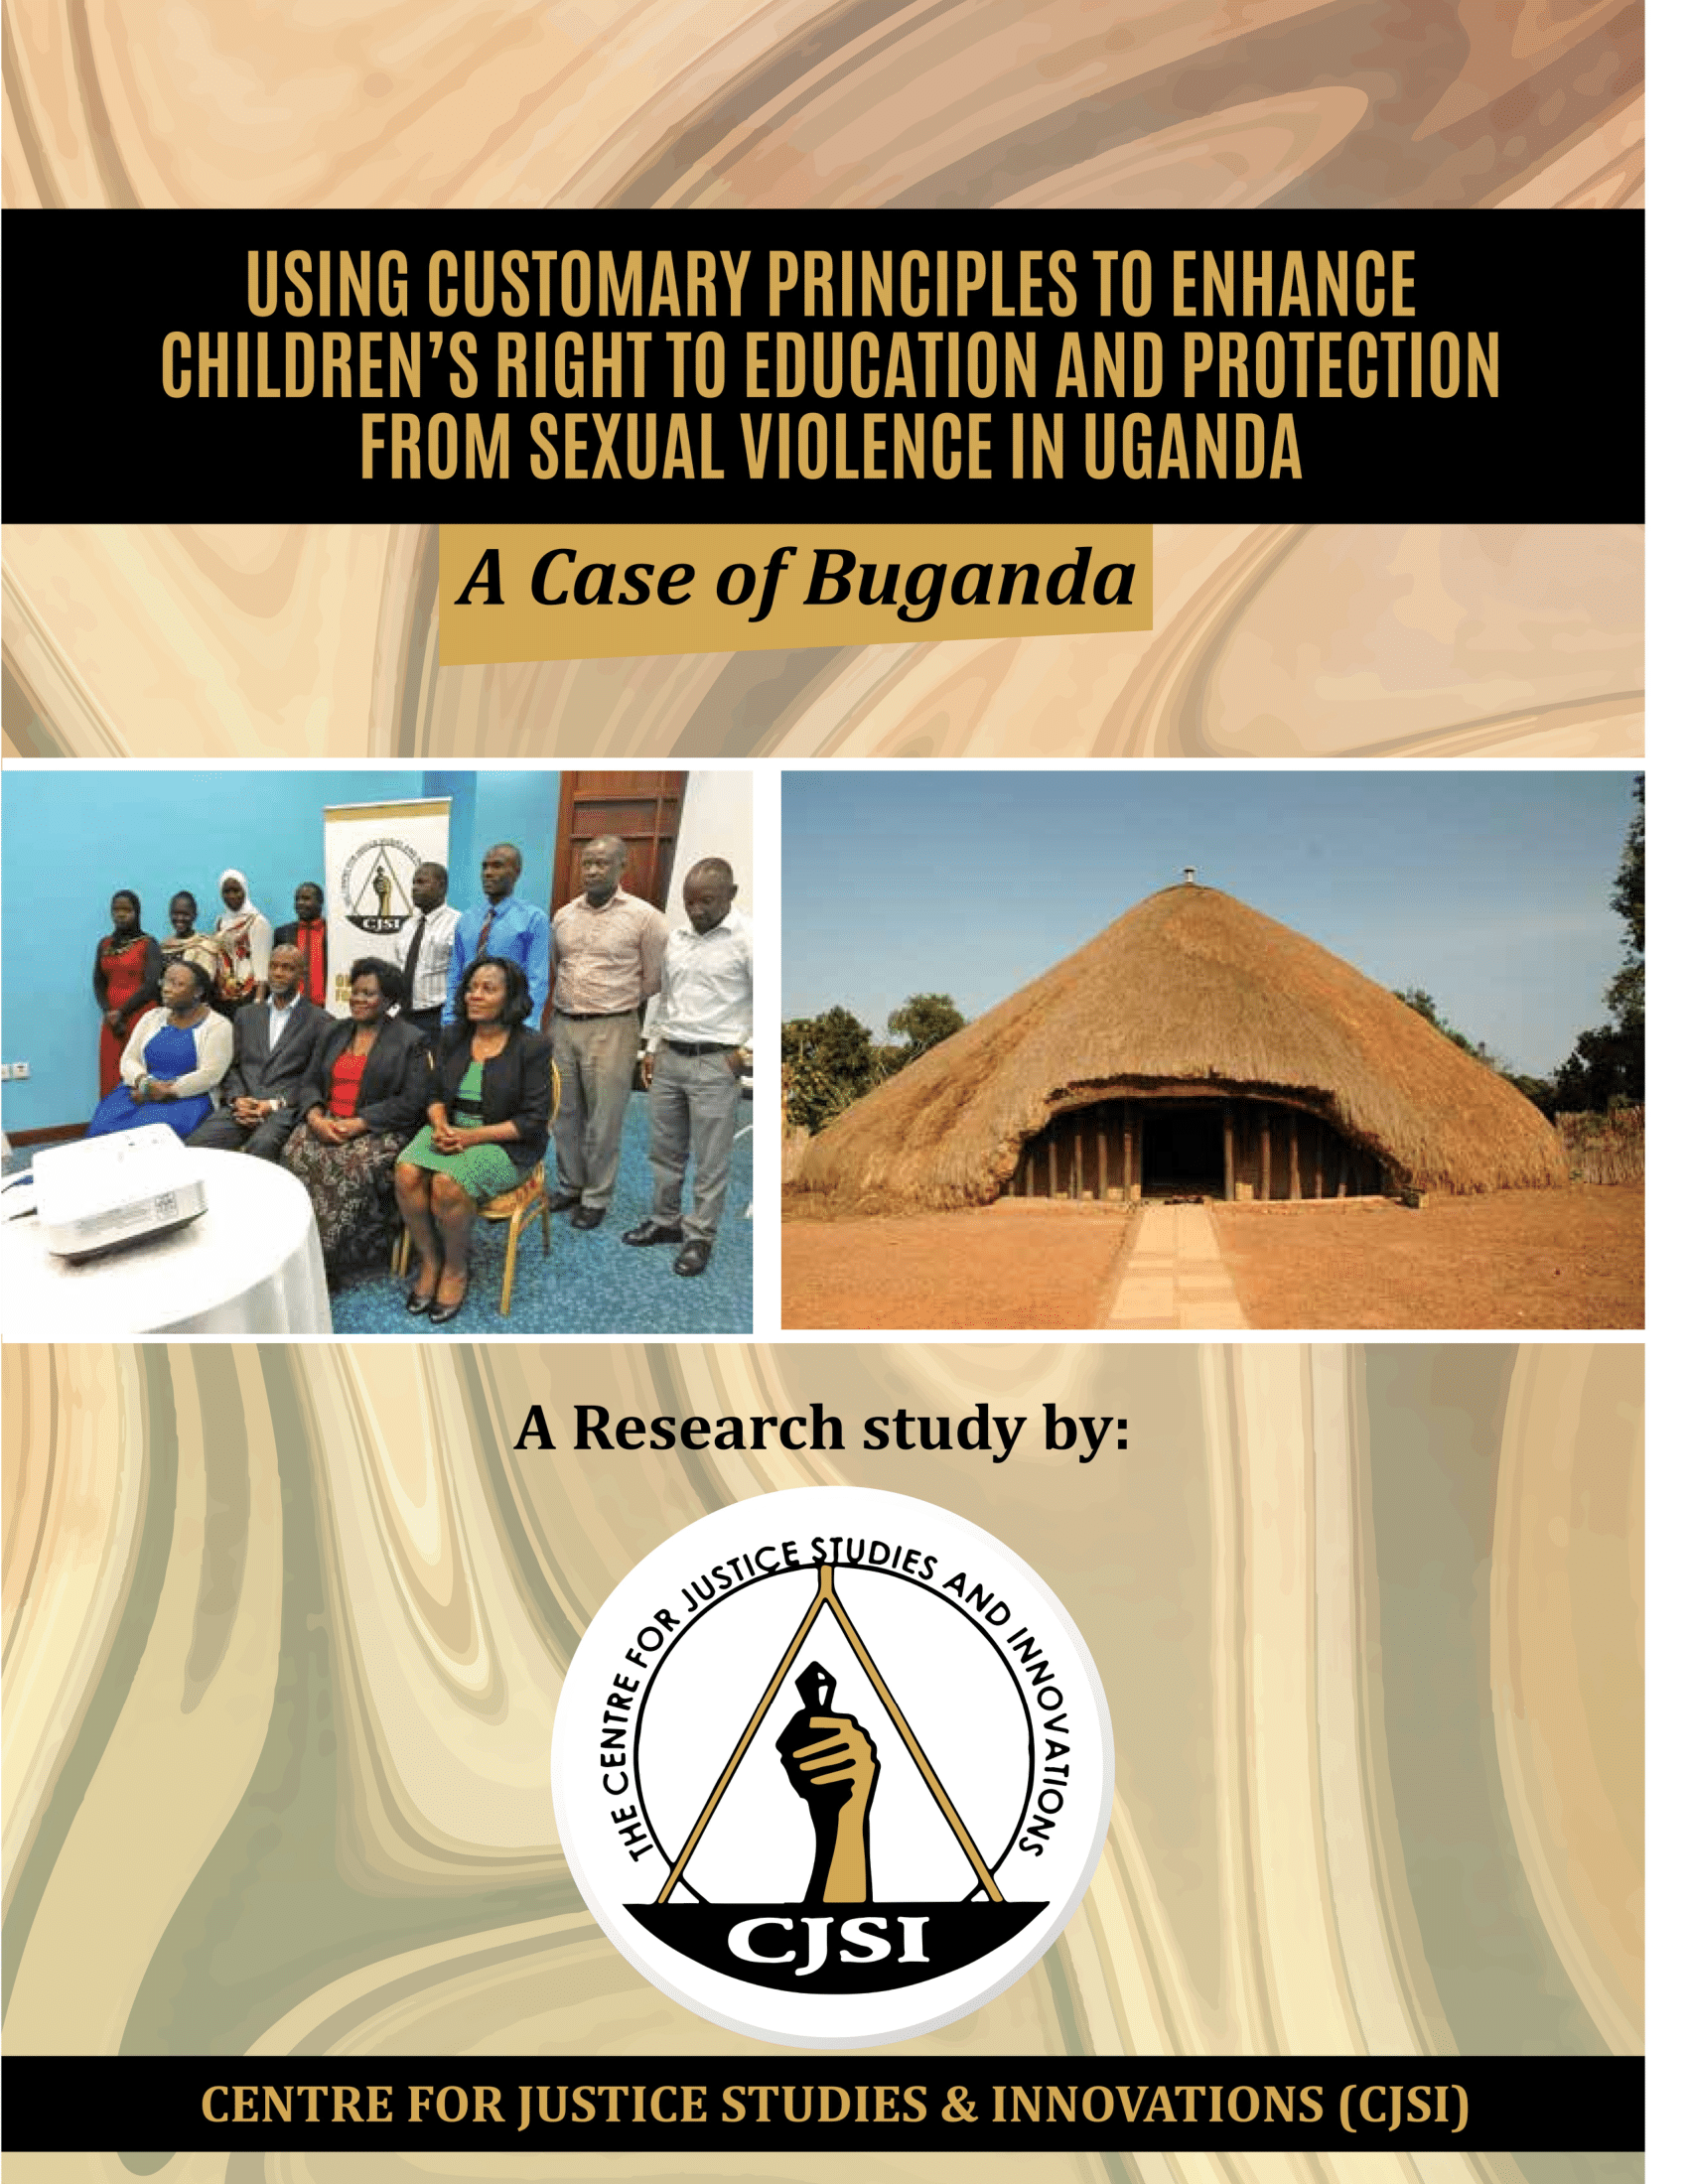 USING CUSTOMARY PRINCIPLES TO ENHANCE
CHILDREN'S RIGHT TO EDUCATION AND PROTECTION
FROM SEXUAL VIOLENCE IN UGANDA
A Case of Buganda
CJSI
A Research study by:
THE CENTRE FOR JUSTICE STUDIES AND INNOVATIONS
CJSI
CENTRE FOR JUSTICE STUDIES & INNOVATIONS (CJSI)